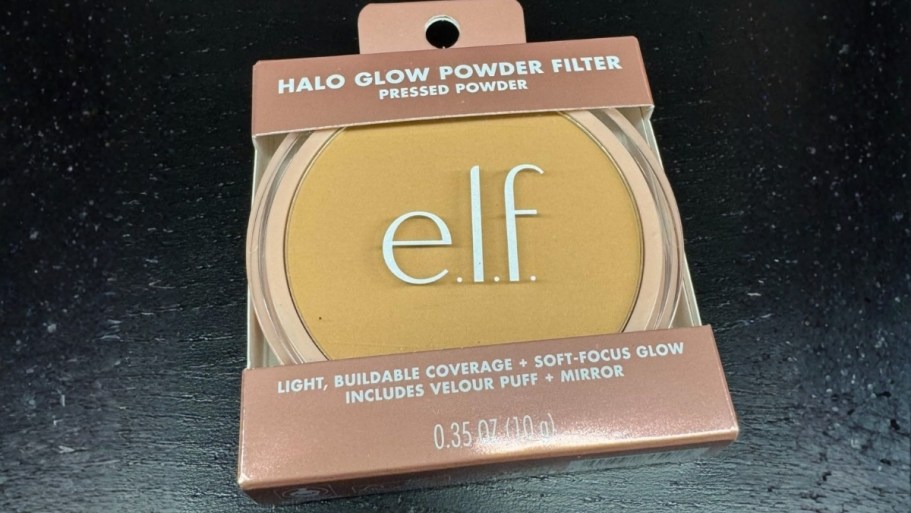 HALO GLOW POWDER FILTER
PRESSED POWDER
e.l.f.
LIGHT, BUILDABLE COVERAGE + SOFT-FOCUS GLOW
INCLUDES VELOUR PUFF + MIRROR
0.35 OZ (10 g)